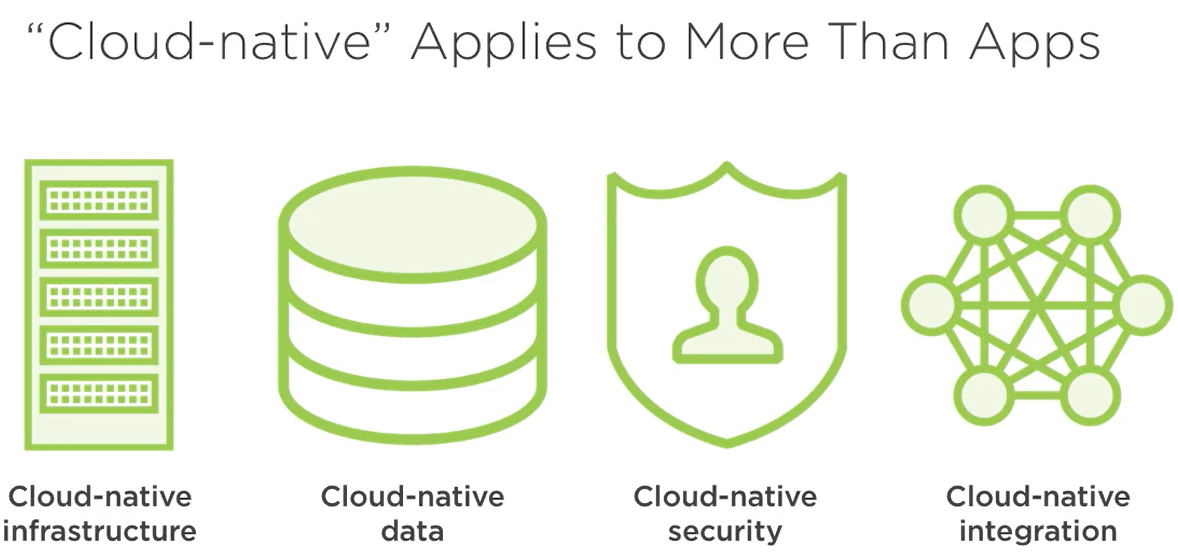 “Cloud-native” Applies to More Than Apps
Cloud-native
infrastructure
Cloud-native
data
Cloud-native
security
Cloud-native
integration